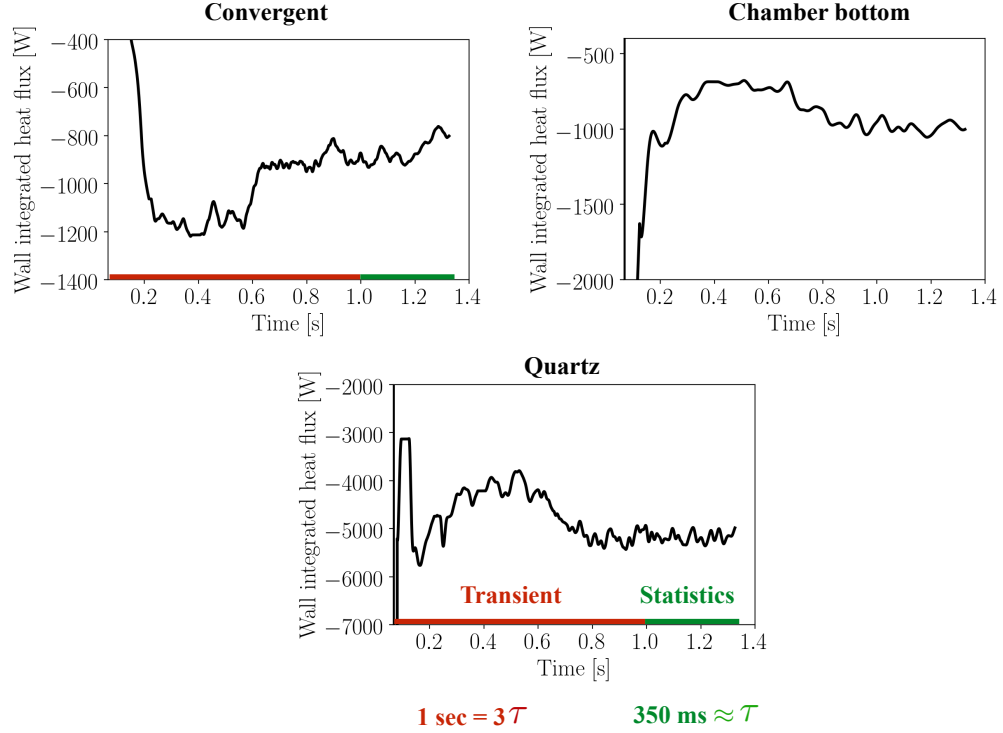 Convergent
Wall integrated heat flux [W]
−400
−600
−800
−1000
−1200
−1400
0.2 0.4 0.6 0.8 1.0 1.2 1.4
Time [s]
Chamber bottom
Wall integrated heat flux [W]
−500
−1000
−1500
−2000
0.2 0.4 0.6 0.8 1.0 1.2 1.4
Time [s]
Quartz
Wall integrated heat flux [W]
−2000
−3000
−4000
−5000
−6000
−7000
Transient Statistics
0.2 0.4 0.6 0.8 1.0 1.2 1.4
Time [s]
1 sec = 3 τ 350 ms ≈ τ